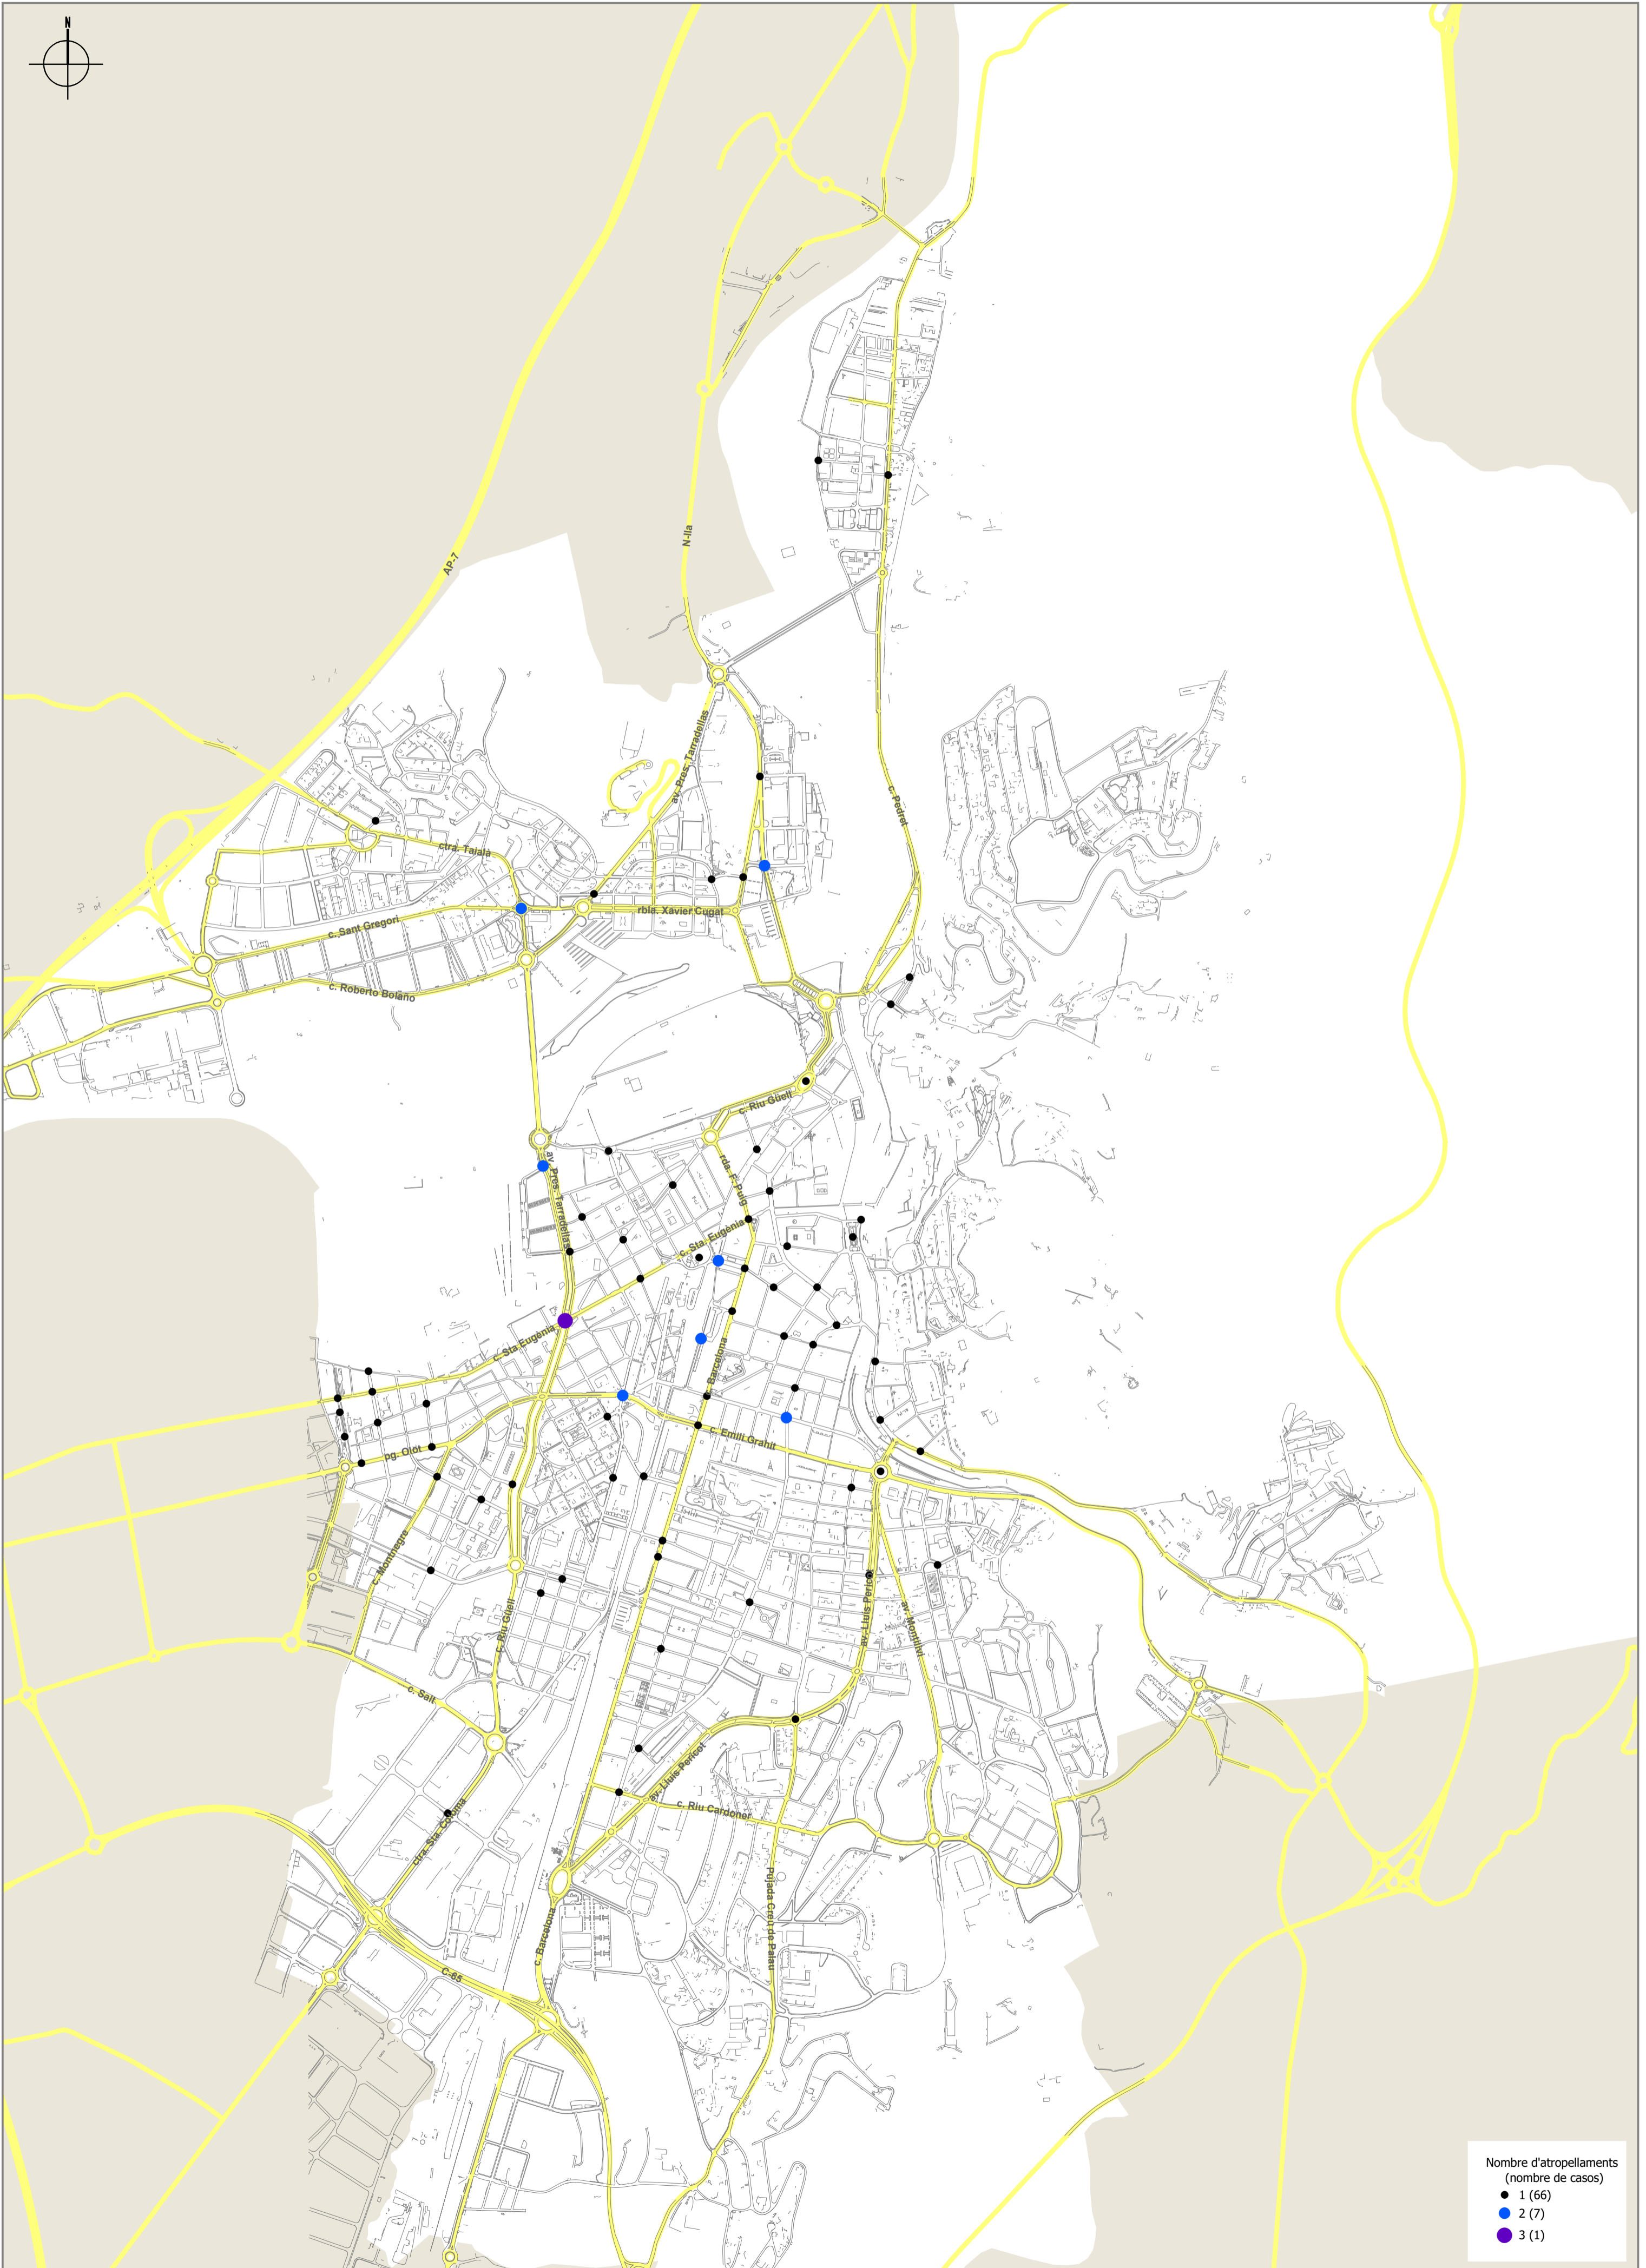 N
N-IIa
AP-7
av. Pres. Tarradellas
c. Pedret
ctra. Taialà
rbla. Xavier Cugat
c. Sant Gregori
c. Roberto Bolaño
c. Riu Güell
av. Pres. Tarradellas
rda. F. Puig
c. Sta. Eugènia
c. Sta Eugènia
c. Barcelona
c. Emili Grahit
pg. Olot
c. Montnegre
c. Riu Güell
av. Lluís Pericot
av. Montilivi
c. Salt
av. Lluís Pericot
c. Riu Cardoner
ctra. Sta. Coloma
Pujada Creu de Palau
c. Barcelona
C-65
Nombre d'atropellaments
(nombre de casos)
1 (66)
2 (7)
3 (1)